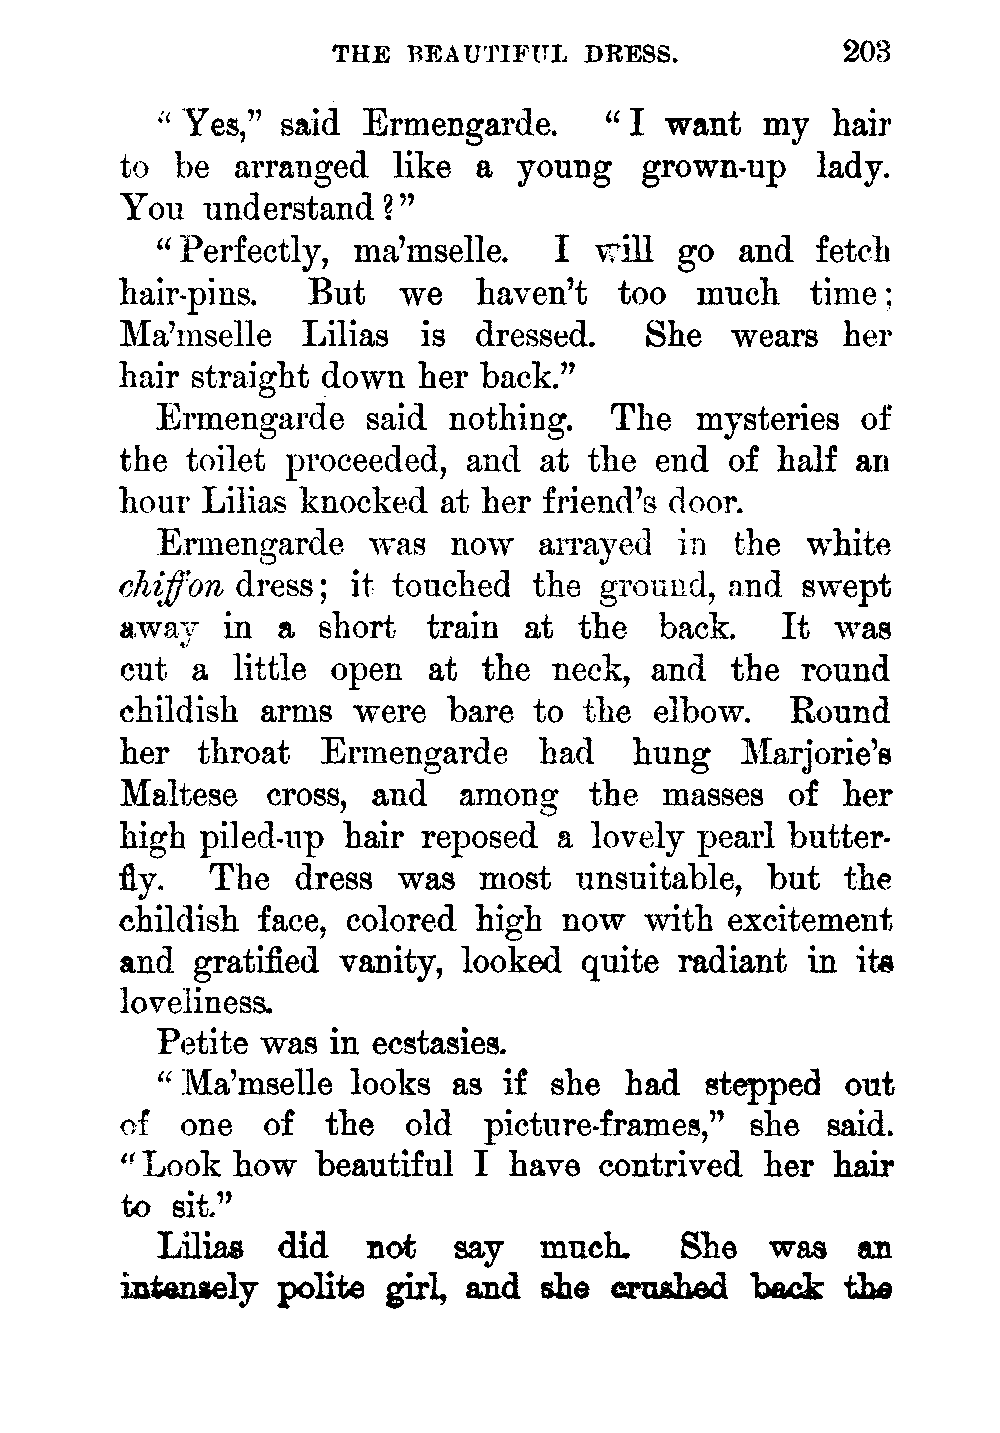 THE BEAUTIFUL DRESS. 203
“Yes,” said Ermengarde. “I want my hair
to be arranged like a young grown-up lady.
You understand?”
“Perfectly, ma’mselle. I will go and fetch
hair-pins. But we haven’t too much time;
Ma’mselle Lilias is dressed. She wears her
hair straight down her back.”
Ermengarde said nothing. The mysteries of
the toilet proceeded, and at the end of half an
hour Lilias knocked at her friend’s door.
Ermengarde was now arrayed in the white
chiffon dress; it touched the ground, and swept
away in a short train at the back. It was
cut a little open at the neck, and the round
childish arms were bare to the elbow. Round
her throat Ermengarde had hung Marjorie’s
Maltese cross, and among the masses of her
high piled-up hair reposed a lovely pearl butter-
fly. The dress was most unsuitable, but the
childish face, colored high now with excitement
and gratified vanity, looked quite radiant in its
loveliness.
Petite was in ecstasies.
“Ma’mselle looks as if she had stepped out
of one of the old picture-frames,” she said.
“Look how beautiful I have contrived her hair
to sit.”
Lilias did not say much. She was an
intensely polite girl, and she crushed back the